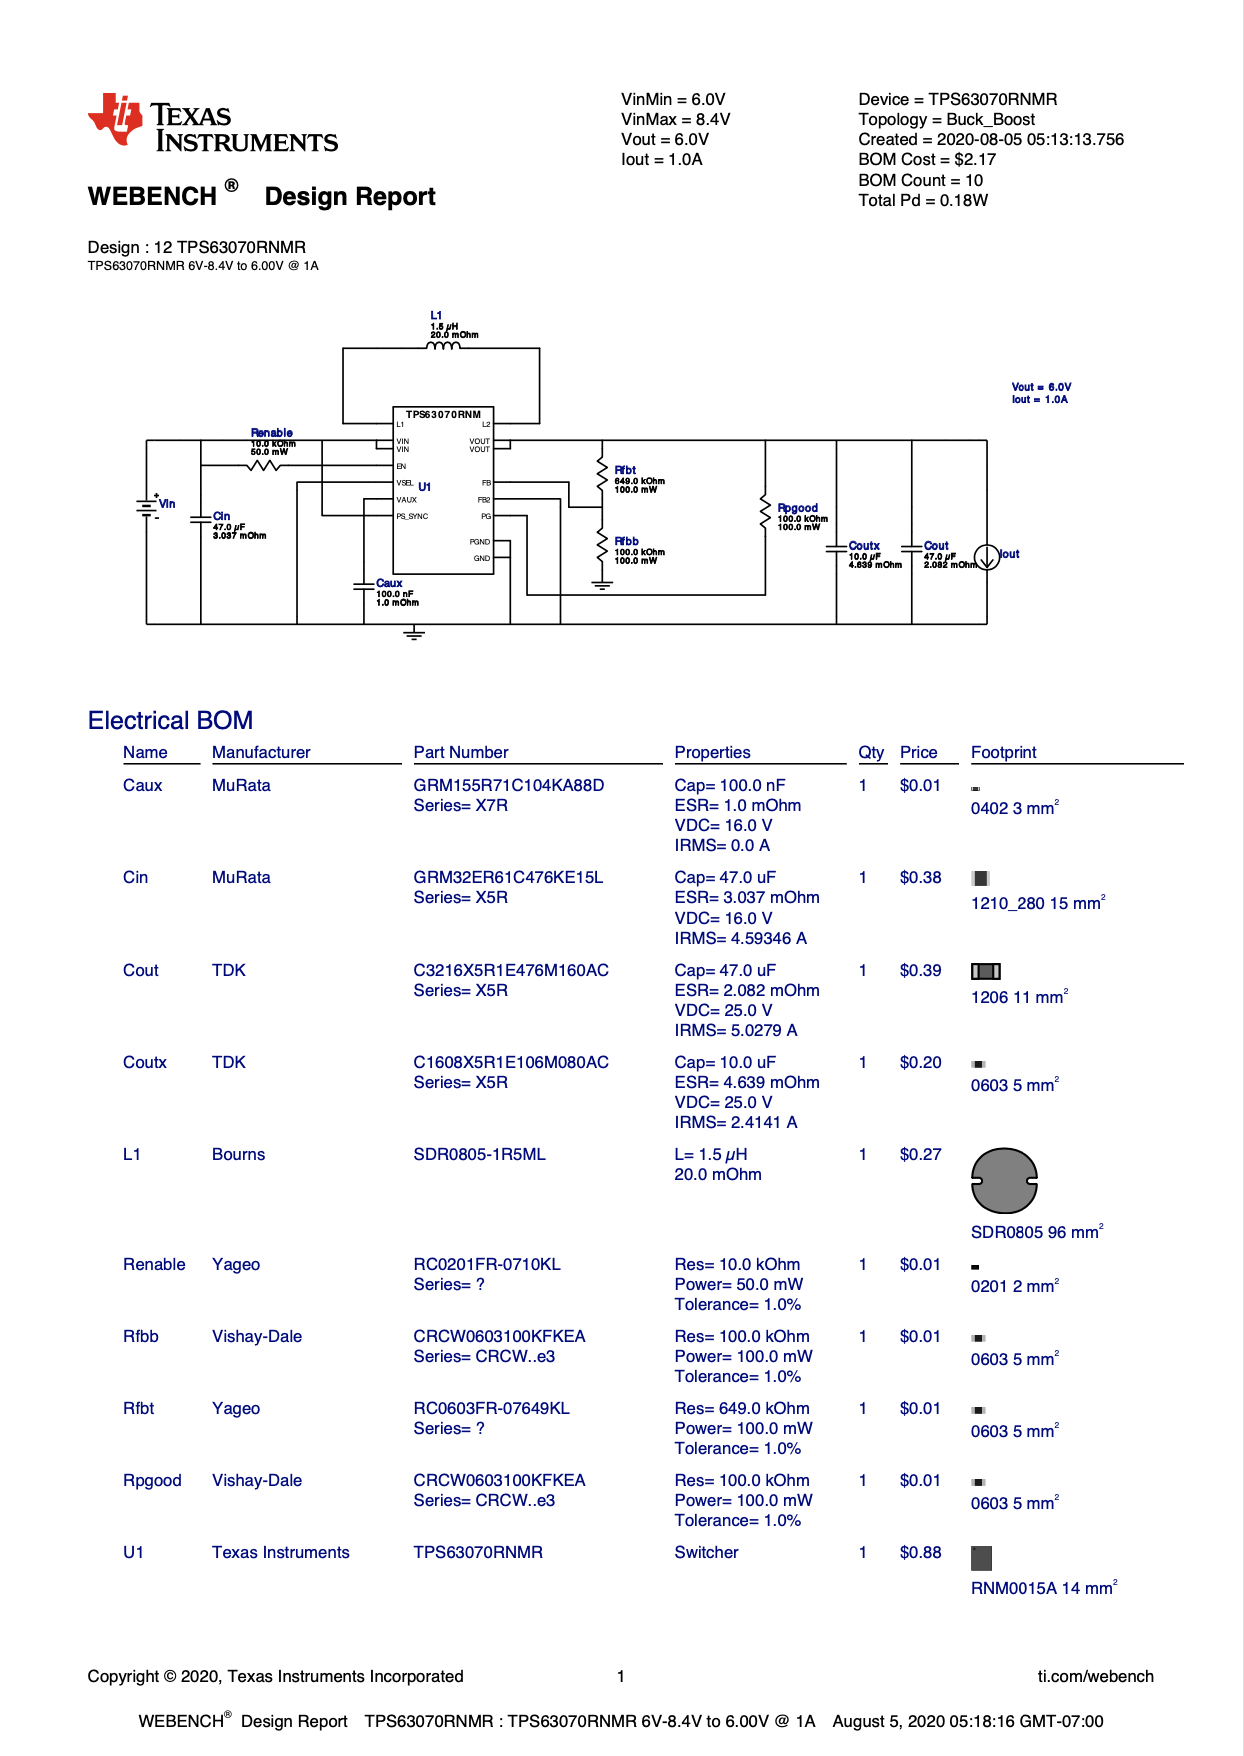 TEXAS
INSTRUMENTS
VinMin = 6.0V
VinMax = 8.4V
Vout = 6.0V
Iout = 1.0A
Device = TPS63070RNMR
Topology = Buck_Boost
Created = 2020-08-05 05:13:13.756
BOM Cost = $2.17
BOM Count = 10
Total Pd = 0.18W
WEBENCH ® Design Report
Design : 12 TPS63070RNMR
TPS63070RNMR 6V-8.4V to 6.00V @ 1A
L1
1.5 µH
20.0 mOhm
Vout = 6.0V
Iout = 1.0A
TPS63070RNM
L1 L2
Renable
10.0 kOhm
50.0 mW
VIN VOUT
VIN VOUT
EN
VSEL U1 FB
VAUX FB2
PS_SYNC PG
PGND
GND
Rfbt
649.0 kOhm
100.0 mW
+
Vin
-
Cin
47.0 µF
3.037 mOhm
Rpgood
100.0 kOhm
100.0 mW
Rfbb
100.0 kOhm
100.0 mW
Coutx
10.0 µF
4.639 mOhm
Cout
47.0 µF
2.082 mOhm
Iout
Caux
100.0 nF
1.0 mOhm
Electrical BOM
Name Manufacturer Part Number Properties Qty Price Footprint
Caux MuRata GRM155R71C104KA88D Cap= 100.0 nF 1 $0.01
Series= X7R ESR= 1.0 mOhm 0402 3 mm²
VDC= 16.0 V
IRMS= 0.0 A
Cin MuRata GRM32ER61C476KE15L Cap= 47.0 uF 1 $0.38
Series= X5R ESR= 3.037 mOhm 1210_280 15 mm²
VDC= 16.0 V
IRMS= 4.59346 A
Cout TDK C3216X5R1E476M160AC Cap= 47.0 uF 1 $0.39
Series= X5R ESR= 2.082 mOhm 1206 11 mm²
VDC= 25.0 V
IRMS= 5.0279 A
Coutx TDK C1608X5R1E106M080AC Cap= 10.0 uF 1 $0.20
Series= X5R ESR= 4.639 mOhm 0603 5 mm²
VDC= 25.0 V
IRMS= 2.4141 A
L1 Bourns SDR0805-1R5ML L= 1.5 µH 1 $0.27
20.0 mOhm
SDR0805 96 mm²
Renable Yageo RC0201FR-0710KL Res= 10.0 kOhm 1 $0.01
Series= ? Power= 50.0 mW 0201 2 mm²
Tolerance= 1.0%
Rfbb Vishay-Dale CRCW0603100KFKEA Res= 100.0 kOhm 1 $0.01
Series= CRCW..e3 Power= 100.0 mW 0603 5 mm²
Tolerance= 1.0%
Rfbt Yageo RC0603FR-07649KL Res= 649.0 kOhm 1 $0.01
Series= ? Power= 100.0 mW 0603 5 mm²
Tolerance= 1.0%
Rpgood Vishay-Dale CRCW0603100KFKEA Res= 100.0 kOhm 1 $0.01
Series= CRCW..e3 Power= 100.0 mW 0603 5 mm²
Tolerance= 1.0%
U1 Texas Instruments TPS63070RNMR Switcher 1 $0.88
RNM0015A 14 mm²
Copyright © 2020, Texas Instruments Incorporated 1 ti.com/webench
WEBENCH® Design Report TPS63070RNMR : TPS63070RNMR 6V-8.4V to 6.00V @ 1A August 5, 2020 05:18:16 GMT-07:00